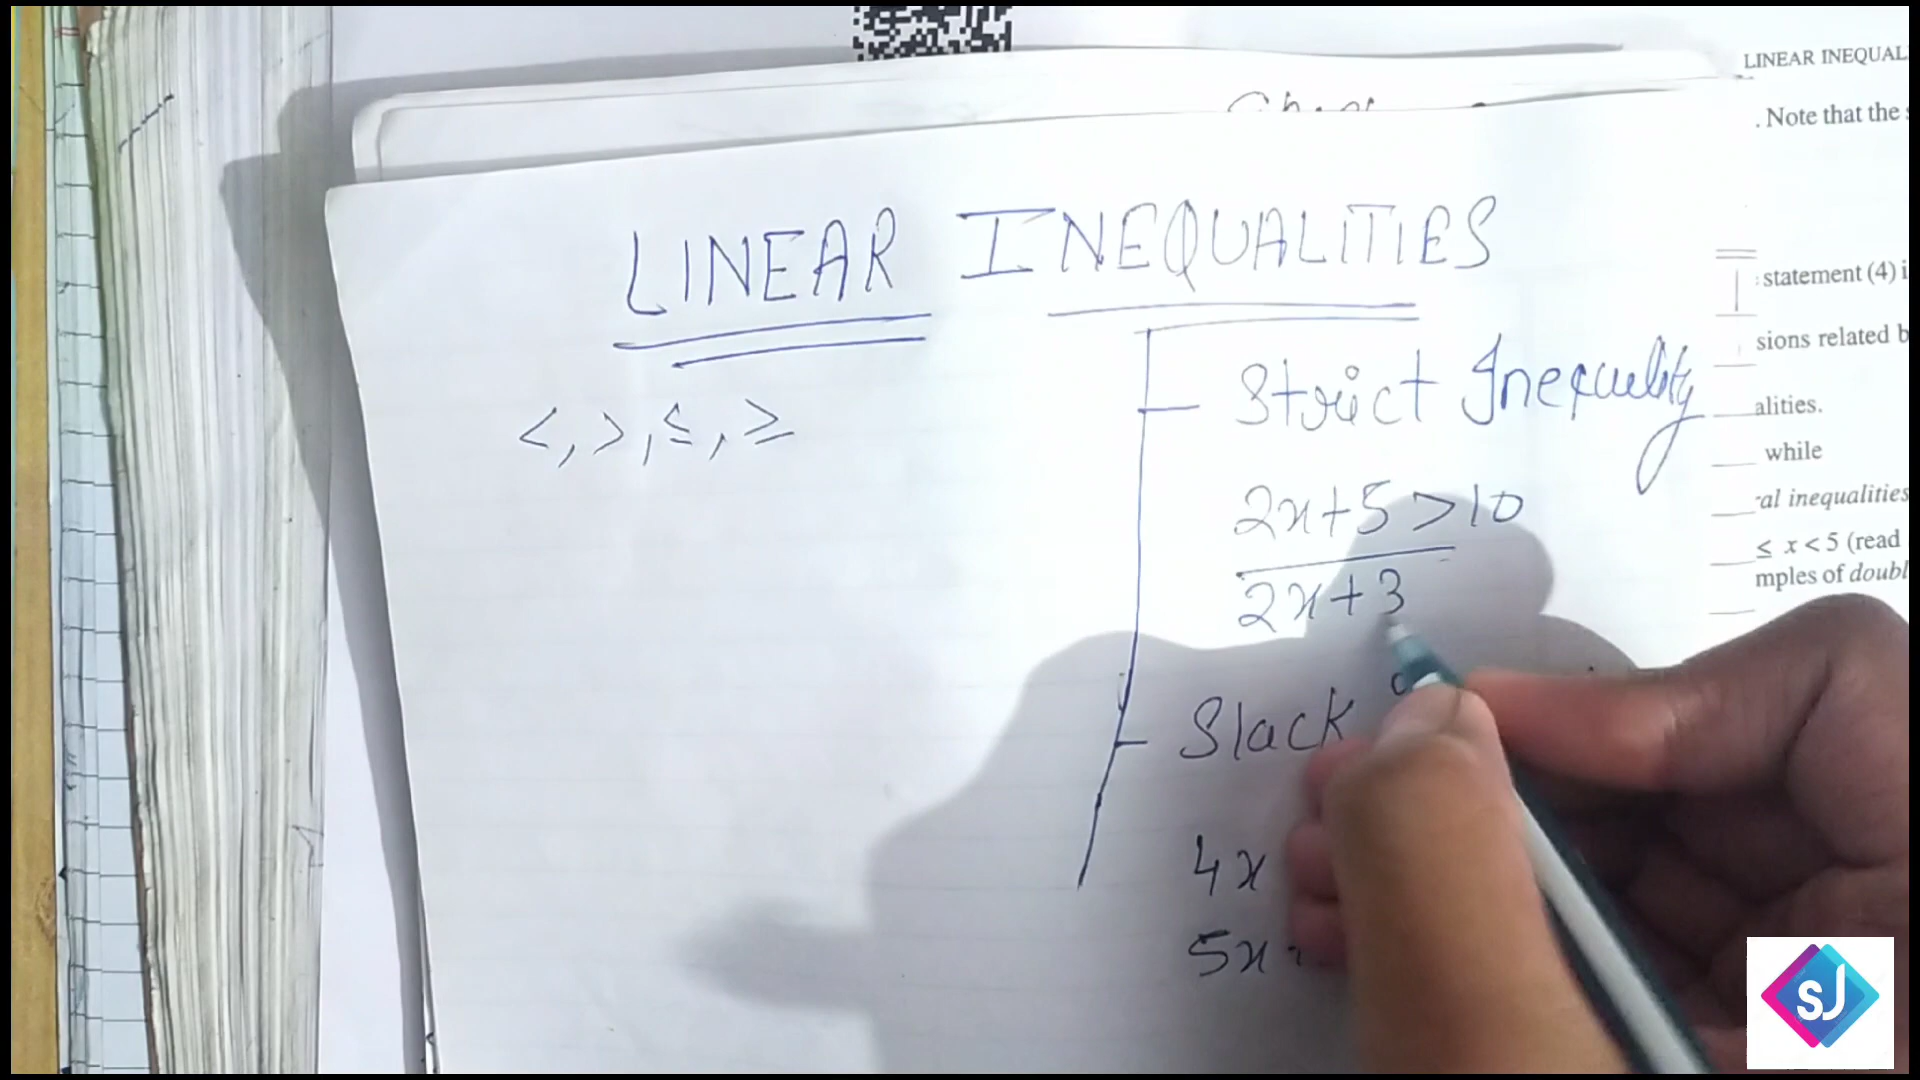 LINEAR INEQUALITIES
<, >, ≤, ≥
Strict Inequality
2x+5 >10
2x+3
Slack
4x
5x
LINEAR INEQUAL
. Note that the
statement (4) i
sions related b
alities.
while
al inequalities
≤ x < 5 (read
mples of doubl
SJ